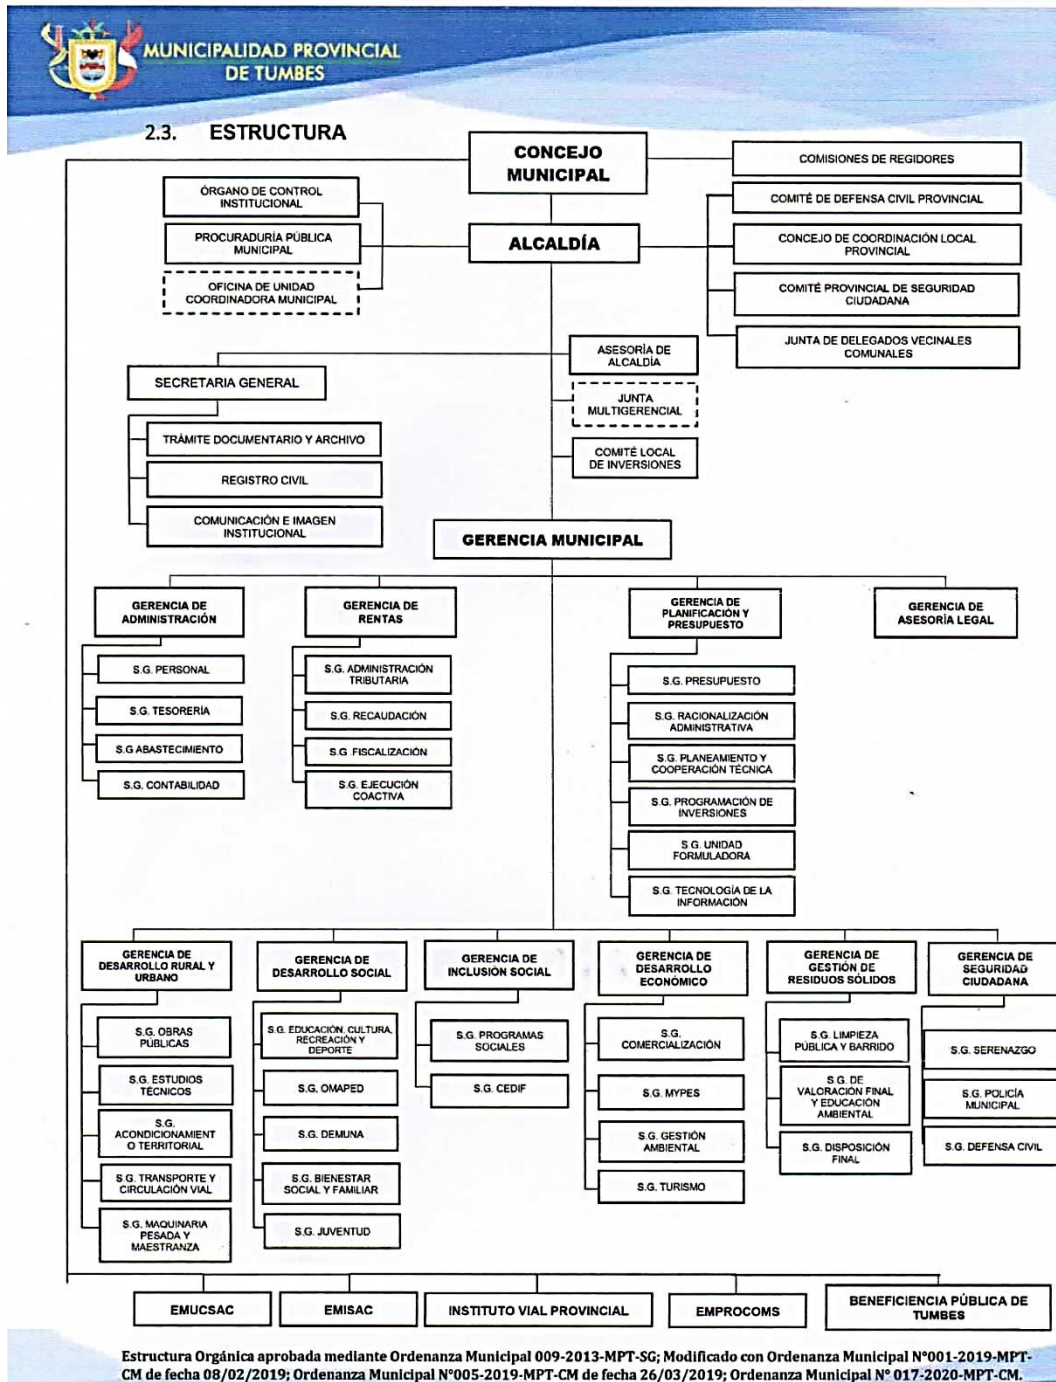 MUNICIPALIDAD PROVINCIAL
DE TUMBES
2.3. ESTRUCTURA
CONCEJO
MUNICIPAL
COMISIONES DE REGIDORES
ÓRGANO DE CONTROL
INSTITUCIONAL
COMITÉ DE DEFENSA CIVIL PROVINCIAL
PROCURADURÍA PÚBLICA
MUNICIPAL
ALCALDÍA
CONCEJO DE COORDINACIÓN LOCAL
PROVINCIAL
OFICINA DE UNIDAD
COORDINADORA MUNICIPAL
COMITÉ PROVINCIAL DE SEGURIDAD
CIUDADANA
JUNTA DE DELEGADOS VECINALES
COMUNALES
ASESORÍA DE
ALCALDÍA
SECRETARIA GENERAL
JUNTA
MULTIGERENCIAL
TRÁMITE DOCUMENTARIO Y ARCHIVO
COMITÉ LOCAL
DE INVERSIONES
REGISTRO CIVIL
COMUNICACIÓN E IMAGEN
INSTITUCIONAL
GERENCIA MUNICIPAL
GERENCIA DE
ADMINISTRACIÓN
S.G. PERSONAL
S.G. TESORERÍA
S.G ABASTECIMIENTO
S.G. CONTABILIDAD
GERENCIA DE
RENTAS
S.G. ADMINISTRACIÓN
TRIBUTARIA
S.G. RECAUDACIÓN
S.G. FISCALIZACIÓN
S.G. EJECUCIÓN
COACTIVA
GERENCIA DE
PLANIFICACIÓN Y
PRESUPUESTO
S.G. PRESUPUESTO
S.G. RACIONALIZACIÓN
ADMINISTRATIVA
S.G. PLANEAMIENTO Y
COOPERACIÓN TÉCNICA
S.G. PROGRAMACIÓN DE
INVERSIONES
S.G. UNIDAD
FORMULADORA
S.G. TECNOLOGÍA DE LA
INFORMACIÓN
GERENCIA DE
ASESORÍA LEGAL
GERENCIA DE
DESARROLLO RURAL Y
URBANO
S.G. OBRAS
PÚBLICAS
S.G. ESTUDIOS
TÉCNICOS
S.G.
ACONDICIONAMIENT
O TERRITORIAL
S.G. TRANSPORTE Y
CIRCULACIÓN VIAL
S.G. MAQUINARIA
PESADA Y
MAESTRANZA
GERENCIA DE
DESARROLLO SOCIAL
S.G. EDUCACIÓN, CULTURA,
RECREACIÓN Y
DEPORTE
S.G. OMAPED
S.G. DEMUNA
S.G. BIENESTAR
SOCIAL Y FAMILIAR
S.G. JUVENTUD
GERENCIA DE
INCLUSIÓN SOCIAL
S.G. PROGRAMAS
SOCIALES
S.G. CEDIF
GERENCIA DE
DESARROLLO
ECONÓMICO
S.G.
COMERCIALIZACIÓN
S.G. MYPES
S.G. GESTIÓN
AMBIENTAL
S.G. TURISMO
GERENCIA DE
GESTIÓN DE
RESIDUOS SÓLIDOS
S.G. LIMPIEZA
PÚBLICA Y BARRIDO
S.G. DE
VALORACIÓN FINAL
Y EDUCACIÓN
AMBIENTAL
S.G. DISPOSICIÓN
FINAL
GERENCIA DE
DE SEGURIDAD
CIUDADANA
S.G. SERENAZGO
S.G. POLICÍA
MUNICIPAL
S.G. DEFENSA CIVIL
EMUCSAC
EMISAC
INSTITUTO VIAL PROVINCIAL
EMPROCOMS
BENEFICIENCIA PÚBLICA DE
TUMBES
Estructura Orgánica aprobada mediante Ordenanza Municipal 009-2013-MPT-SG; Modificado con Ordenanza Municipal N°001-2019-MPT-
CM de fecha 08/02/2019; Ordenanza Municipal N°005-2019-MPT-CM de fecha 26/03/2019; Ordenanza Municipal N° 017-2020-MPT-CM.